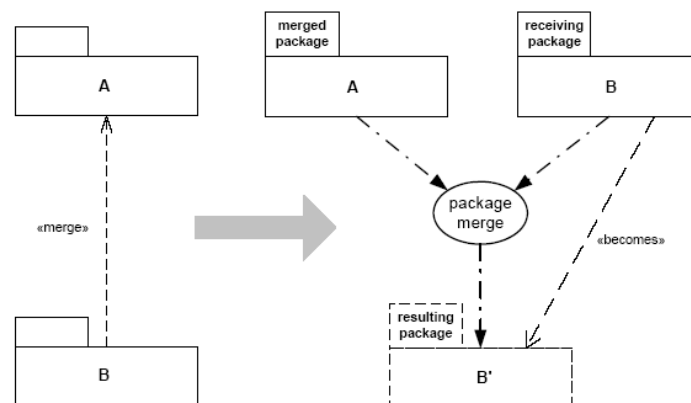 A
«merge»
B
merged
package
A
receiving
package
B
package
merge
«becomes»
resulting
package
B'